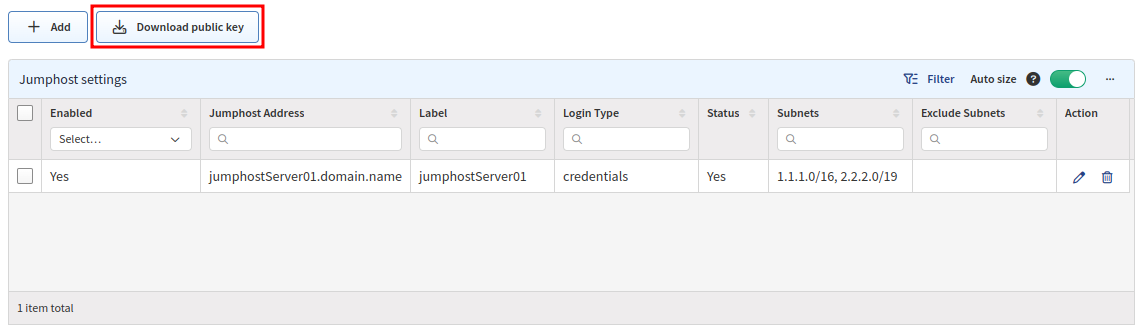 Add Download public key
Jumphost settings Filter Auto size ? ...
Enabled Jumphost Address Label Login Type Status Subnets Exclude Subnets Action
Select...
Yes jumphostServer01.domain.name jumphostServer01 credentials Yes 1.1.1.0/16, 2.2.2.0/19
1 item total